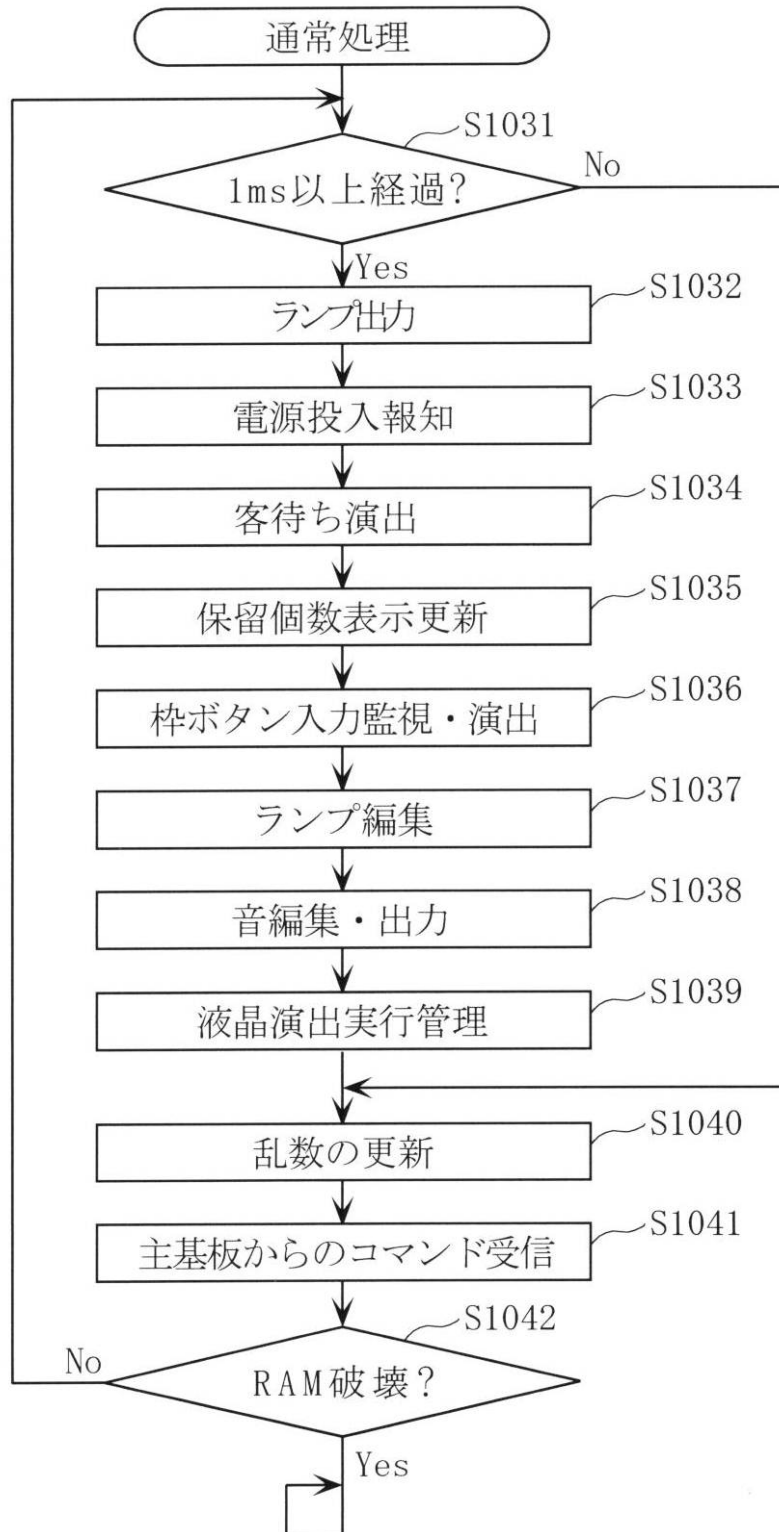 通常処理
S1031
1ms以上経過?
No
Yes
S1032
ランプ出力
S1033
電源投入報知
S1034
客待ち演出
S1035
保留個数表示更新
S1036
枠ボタン入力監視・演出
S1037
ランプ編集
S1038
音編集・出力
S1039
液晶演出実行管理
S1040
乱数の更新
S1041
主基板からのコマンド受信
S1042
No
RAM破壊?
Yes